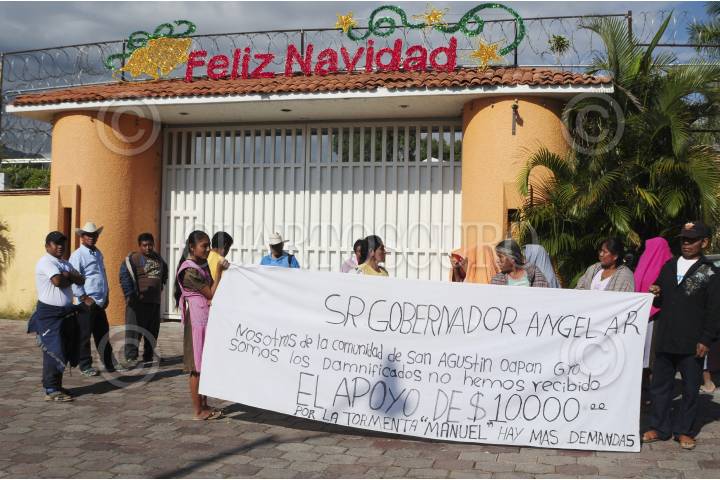 Feliz Navidad
SR GOBERNADOR ANGEL AR
NOSOTROS DE LA COMUNIDAD DE SAN AGUSTIN OAPAN GRO
SOMOS LOS DAMNIFICADOS NO HEMOS RECIBIDO
EL APOYO DE $10000 00
POR LA TORMENTA "MANUEL" HAY MAS DEMANDAS